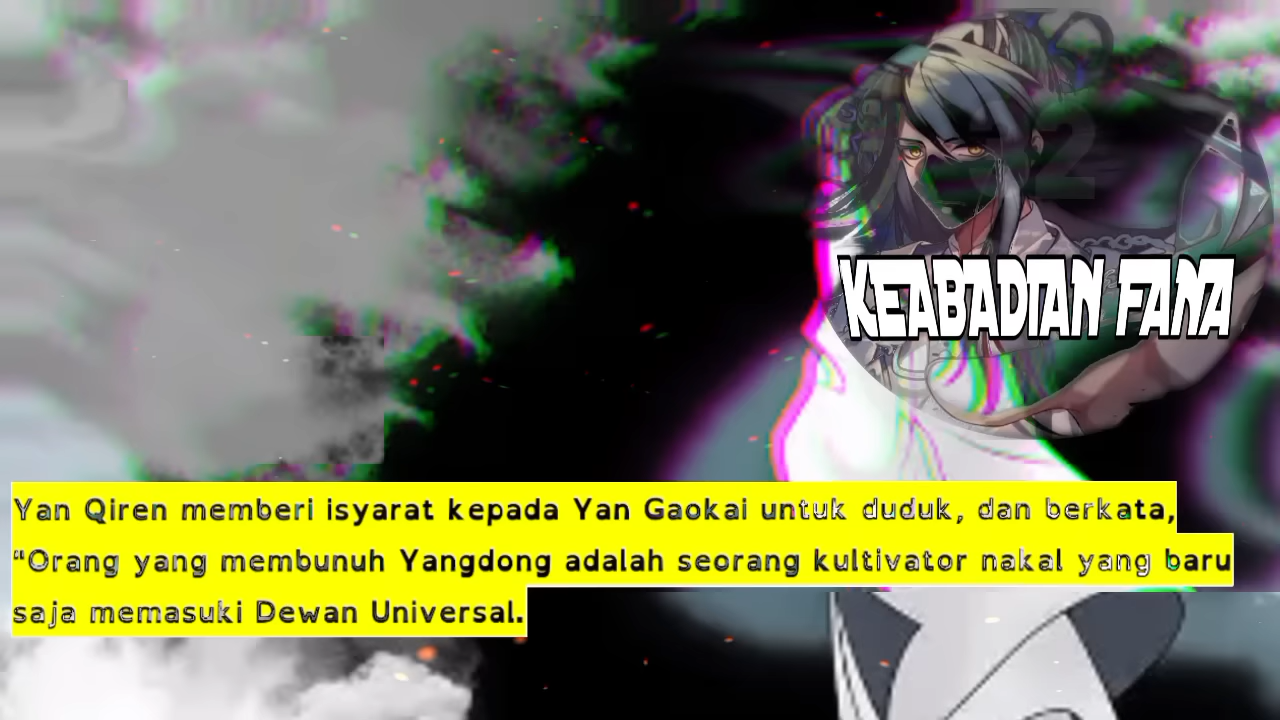 KEABADIAN FANA
Yan Qiren memberi isyarat kepada Yan Gaokai untuk duduk, dan berkata,
“Orang yang membunuh Yangdong adalah seorang kultivator nakal yang baru
saja memasuki Dewan Universal.